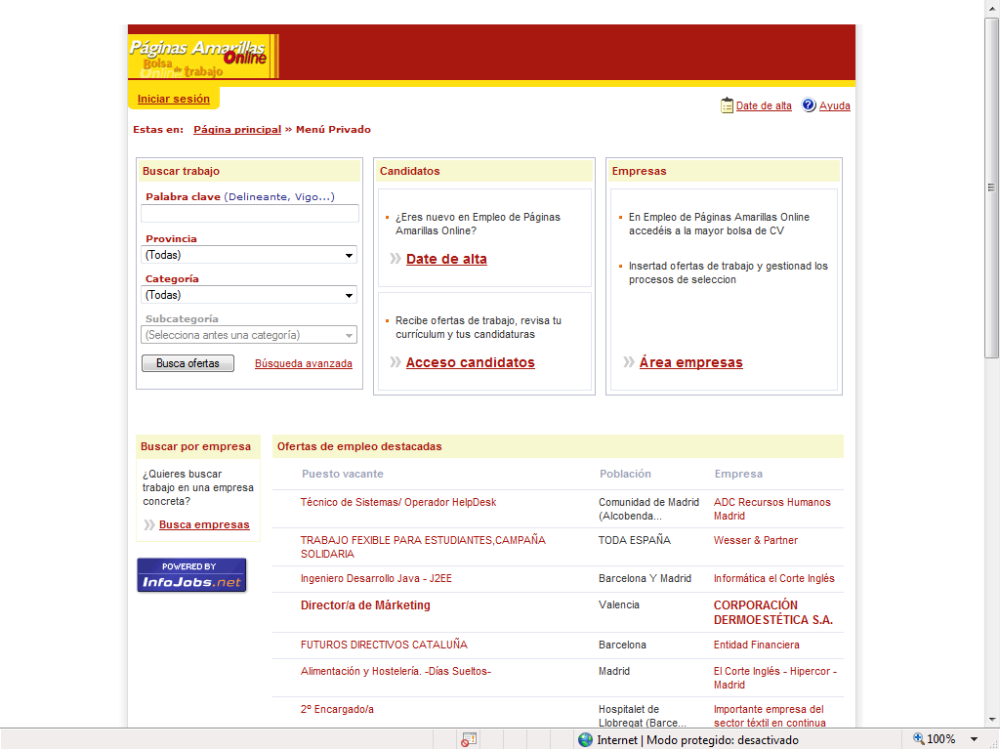 Páginas Amarillas
Online
Bolsa
de trabajo
Online
Iniciar sesión
Date de alta
Ayuda
Estas en: Página principal » Menú Privado
Buscar trabajo
Palabra clave (Delineante, Vigo...)
Provincia
(Todas)
Categoría
(Todas)
Subcategoría
(Selecciona antes una categoría)
Busca ofertas
Búsqueda avanzada
Candidatos
¿Eres nuevo en Empleo de Páginas
Amarillas Online?
Date de alta
Recibe ofertas de trabajo, revisa tu
currículum y tus candidaturas
Acceso candidatos
Empresas
En Empleo de Páginas Amarillas Online
accedéis a la mayor bolsa de CV
Insertad ofertas de trabajo y gestionad los
procesos de seleccion
Área empresas
Buscar por empresa
¿Quieres buscar
trabajo en una empresa
concreta?
Busca empresas
POWERED BY
InfoJobs.net
Ofertas de empleo destacadas
Puesto vacante Población Empresa
Técnico de Sistemas/ Operador HelpDesk
Comunidad de Madrid
(Alcobenda...
ADC Recursos Humanos
Madrid
TRABAJO FEXIBLE PARA ESTUDIANTES,CAMPAÑA
SOLIDARIA
TODA ESPAÑA
Wesser & Partner
Ingeniero Desarrollo Java - J2EE
Barcelona Y Madrid
Informática el Corte Inglés
Director/a de Márketing
Valencia
CORPORACIÓN
DERMOESTÉTICA S.A.
FUTUROS DIRECTIVOS CATALUÑA
Barcelona
Entidad Financiera
Alimentación y Hostelería. -Días Sueltos-
Madrid
El Corte Inglés - Hipercor -
Madrid
2º Encargado/a
Hospitalet de
Llobregat (Barce...
Importante empresa del
sector téxtil en continua
Internet | Modo protegido: desactivado
100%